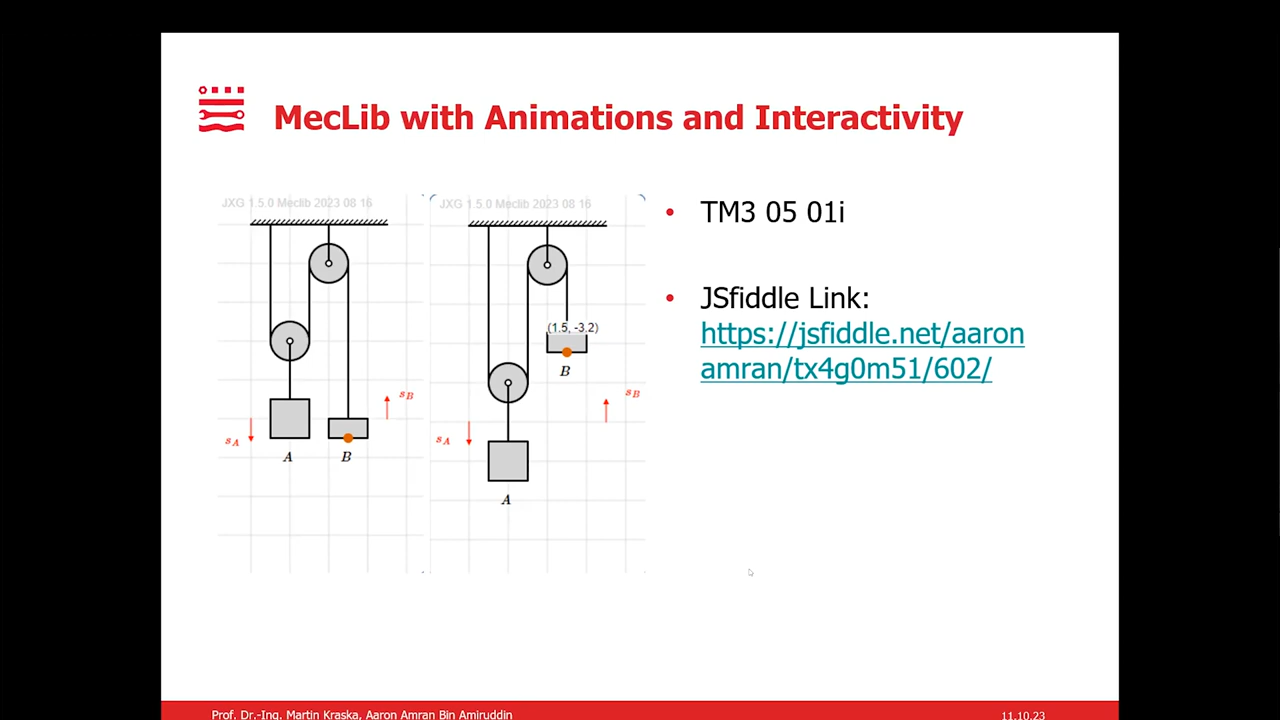 MecLib with Animations and Interactivity
JXG 1.5.0 Meclib 2023 08 16
s_A
s_B
A
B
JXG 1.5.0 Meclib 2023 08 16
(1.5, -3.2)
B
s_A
s_B
A
• TM3 05 01i
• JSfiddle Link:
https://jsfiddle.net/aaron
amran/tx4g0m51/602/
Prof. Dr.-Ing. Martin Kraska, Aaron Amran Bin Amiruddin
11.10.23